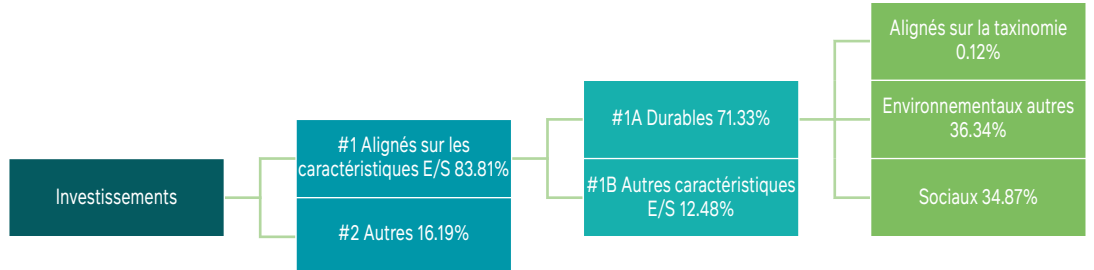 Investissements
#1 Alignés sur les
caractéristiques E/S 83.81%
#2 Autres 16.19%
#1A Durables 71.33%
#1B Autres caractéristiques
E/S 12.48%
Alignés sur la taxinomie
0.12%
Environnementaux autres
36.34%
Sociaux 34.87%